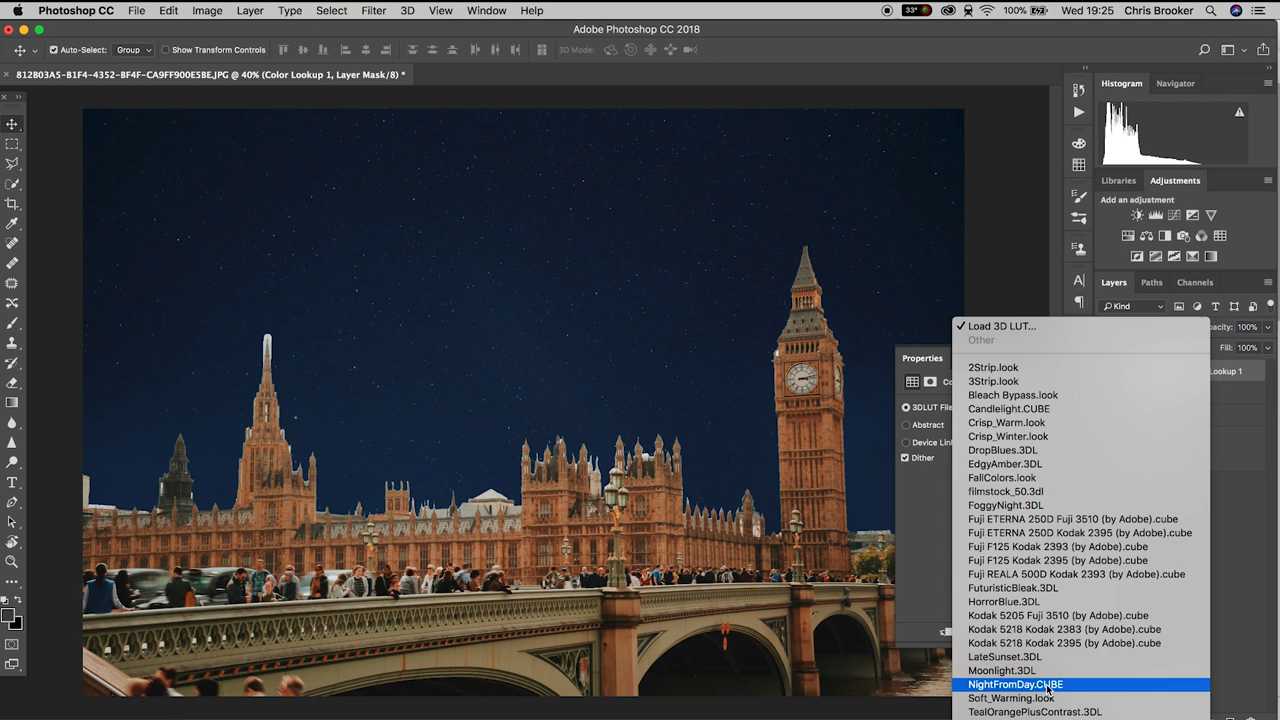 Photoshop CC File Edit Image Layer Type Select Filter 3D View Window Help 33° 100% Wed 19:25 Chris Brooker
Adobe Photoshop CC 2018
Auto-Select: Group Show Transform Controls 3D Mode:
812B03A5-B1F4-4352-BF4F-CA9FF900E5BE.JPG @ 40% (Color Lookup 1, Layer Mask/8) *
Histogram Navigator
Libraries Adjustments
Add an adjustment
Layers Paths Channels
Kind
Opacity: 100%
Fill: 100%
Lookup 1
Properties
3DLUT File
Abstract
Device Link
Dither
Load 3D LUT...
Other
2Strip.look
3Strip.look
Bleach Bypass.look
Candlelight.CUBE
Crisp_Warm.look
Crisp_Winter.look
DropBlues.3DL
EdgyAmber.3DL
FallColors.look
filmstock_50.3dl
FoggyNight.3DL
Fuji ETERNA 250D Fuji 3510 (by Adobe).cube
Fuji ETERNA 250D Kodak 2395 (by Adobe).cube
Fuji F125 Kodak 2393 (by Adobe).cube
Fuji F125 Kodak 2395 (by Adobe).cube
Fuji REALA 500D Kodak 2393 (by Adobe).cube
FuturisticBleak.3DL
HorrorBlue.3DL
Kodak 5205 Fuji 3510 (by Adobe).cube
Kodak 5218 Kodak 2383 (by Adobe).cube
Kodak 5218 Kodak 2395 (by Adobe).cube
LateSunset.3DL
Moonlight.3DL
NightFromDay.CUBE
Soft_Warming.look
TealOrangePlusContrast.3DL